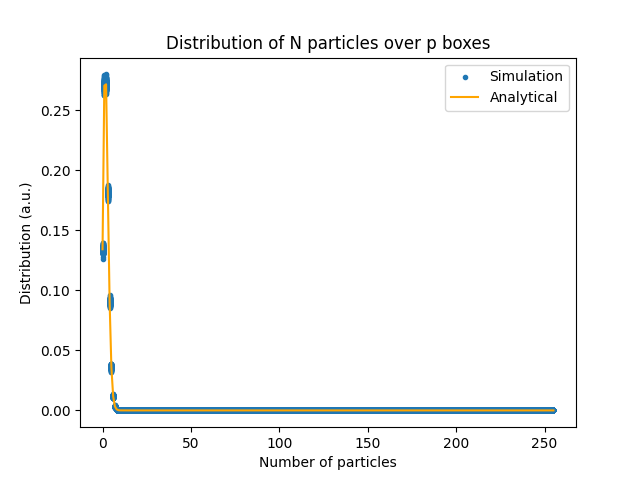 Distribution of N particles over p boxes
Simulation
Analytical
Distribution (a.u.)
0.25
0.20
0.15
0.10
0.05
0.00
0 50 100 150 200 250
Number of particles